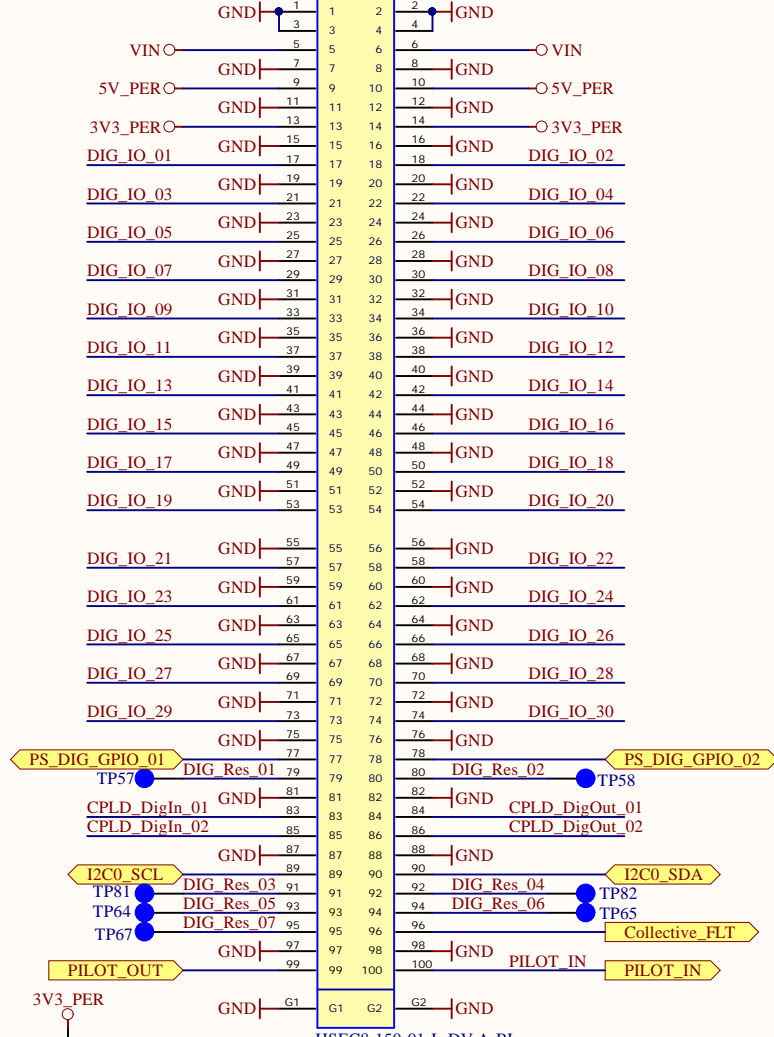 GND 1 1 2 2 GND
3 3 4 4
VIN 5 5 6 6 VIN
GND 7 7 8 8 GND
5V_PER 9 9 10 10 5V_PER
GND 11 11 12 12 GND
3V3_PER 13 13 14 14 3V3_PER
GND 15 15 16 16 GND
DIG_IO_01 17 17 18 18 DIG_IO_02
GND 19 19 20 20 GND
DIG_IO_03 21 21 22 22 DIG_IO_04
GND 23 23 24 24 GND
DIG_IO_05 25 25 26 26 DIG_IO_06
GND 27 27 28 28 GND
DIG_IO_07 29 29 30 30 DIG_IO_08
GND 31 31 32 32 GND
DIG_IO_09 33 33 34 34 DIG_IO_10
GND 35 35 36 36 GND
DIG_IO_11 37 37 38 38 DIG_IO_12
GND 39 39 40 40 GND
DIG_IO_13 41 41 42 42 DIG_IO_14
GND 43 43 44 44 GND
DIG_IO_15 45 45 46 46 DIG_IO_16
GND 47 47 48 48 GND
DIG_IO_17 49 49 50 50 DIG_IO_18
GND 51 51 52 52 GND
DIG_IO_19 53 53 54 54 DIG_IO_20
GND 55 55 56 56 GND
DIG_IO_21 57 57 58 58 DIG_IO_22
GND 59 59 60 60 GND
DIG_IO_23 61 61 62 62 DIG_IO_24
GND 63 63 64 64 GND
DIG_IO_25 65 65 66 66 DIG_IO_26
GND 67 67 68 68 GND
DIG_IO_27 69 69 70 70 DIG_IO_28
GND 71 71 72 72 GND
DIG_IO_29 73 73 74 74 DIG_IO_30
GND 75 75 76 76 GND
PS_DIG_GPIO_01 77 77 78 78 PS_DIG_GPIO_02
TP57 DIG_Res_01 79 79 80 80 DIG_Res_02 TP58
GND 81 81 82 82 GND
CPLD_DigIn_01 83 83 84 84 CPLD_DigOut_01
CPLD_DigIn_02 85 85 86 86 CPLD_DigOut_02
GND 87 87 88 88 GND
I2C0_SCL 89 89 90 90 I2C0_SDA
TP81 DIG_Res_03 91 91 92 92 DIG_Res_04 TP82
TP64 DIG_Res_05 93 93 94 94 DIG_Res_06 TP65
TP67 DIG_Res_07 95 95 96 96 Collective_FLT
GND 97 97 98 98 GND
PILOT_OUT 99 99 100 100 PILOT_IN PILOT_IN
3V3_PER
GND G1 G1 G2 G2 GND